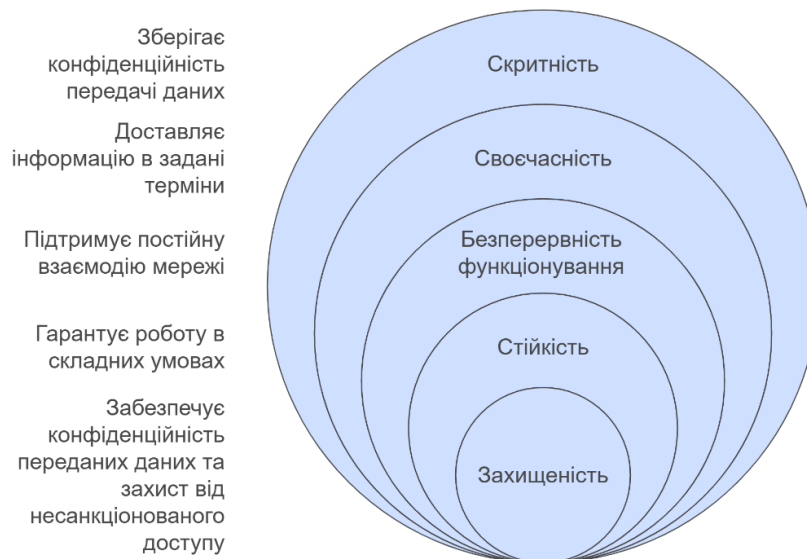 Зберігає
конфіденційність
передачі даних
Скритність
Доставляє
інформацію в задані
терміни
Своєчасність
Підтримує постійну
взаємодію мережі
Безперервність
функціонування
Гарантує роботу в
складних умовах
Стійкість
Забезпечує
конфіденційність
переданих даних та
захист від
несанкціонованого
доступу
Захищеність